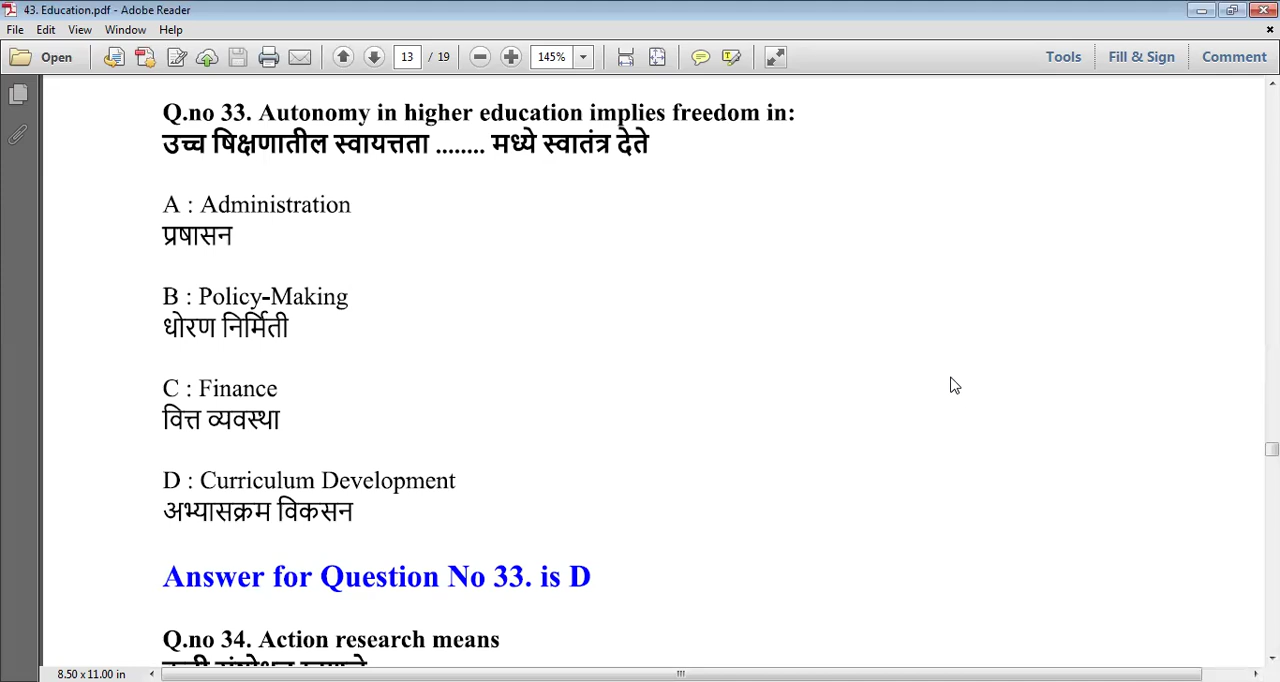 43. Education.pdf - Adobe Reader
File Edit View Window Help
Open 13 / 19 145% Tools Fill & Sign Comment
Q.no 33. Autonomy in higher education implies freedom in:
उच्च षिक्षणातील स्वायत्तता ........ मध्ये स्वातंत्र देते
A : Administration
प्रषासन
B : Policy-Making
धोरण निर्मिती
C : Finance
वित्त व्यवस्था
D : Curriculum Development
अभ्यासक्रम विकसन
Answer for Question No 33. is D
Q.no 34. Action research means
8.50 x 11.00 in